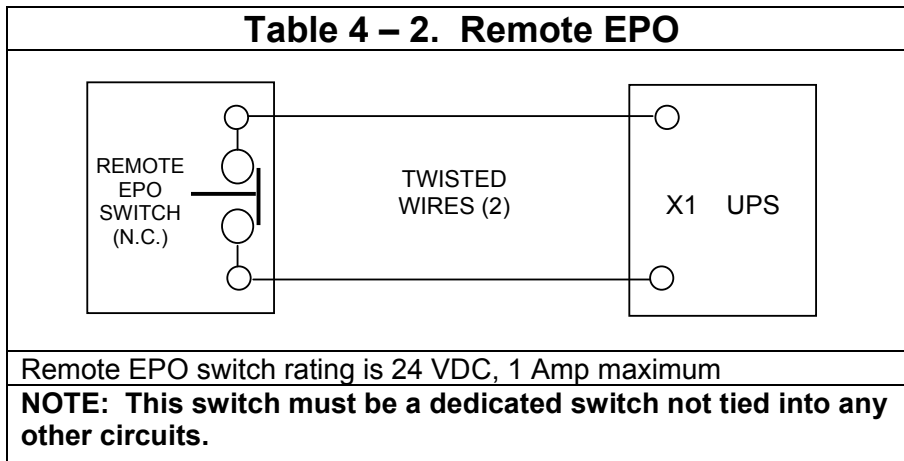 Table 4 – 2.  Remote EPO
REMOTE
EPO
SWITCH
(N.C.)
TWISTED
WIRES (2)
X1 UPS
Remote EPO switch rating is 24 VDC, 1 Amp maximum
NOTE:  This switch must be a dedicated switch not tied into any
other circuits.